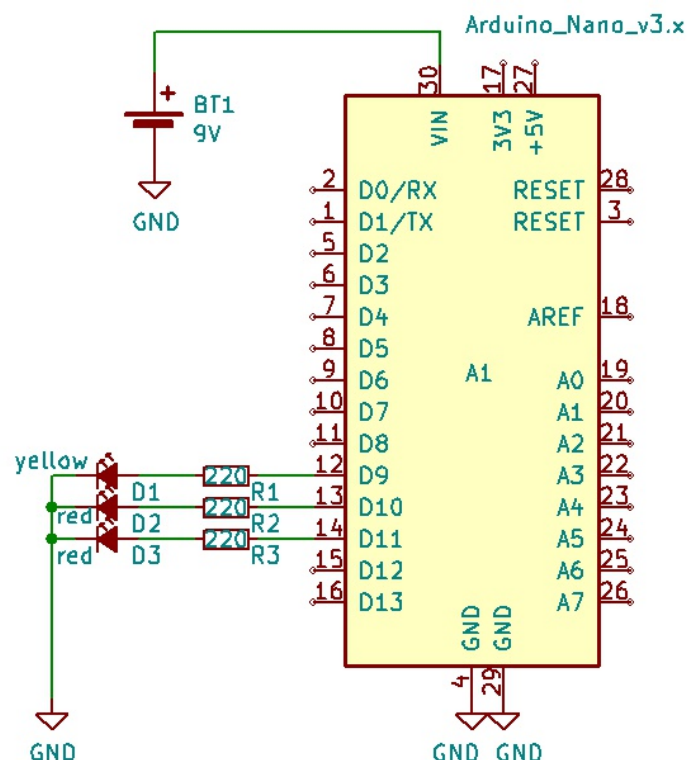 Arduino_Nano_v3.x
30
17
27
BT1
9V
VIN
3V3
+5V
GND
2 D0/RX RESET 28
1 D1/TX RESET 3
5 D2
6 D3
7 D4 AREF 18
8 D5
9 D6 A1 A0 19
10 D7 A1 20
11 D8 A2 21
yellow D1 220 R1 12 D9 A3 22
red D2 220 R2 13 D10 A4 23
red D3 220 R3 14 D11 A5 24
15 D12 A6 25
16 D13 A7 26
GND GND
4 29
GND GND GND